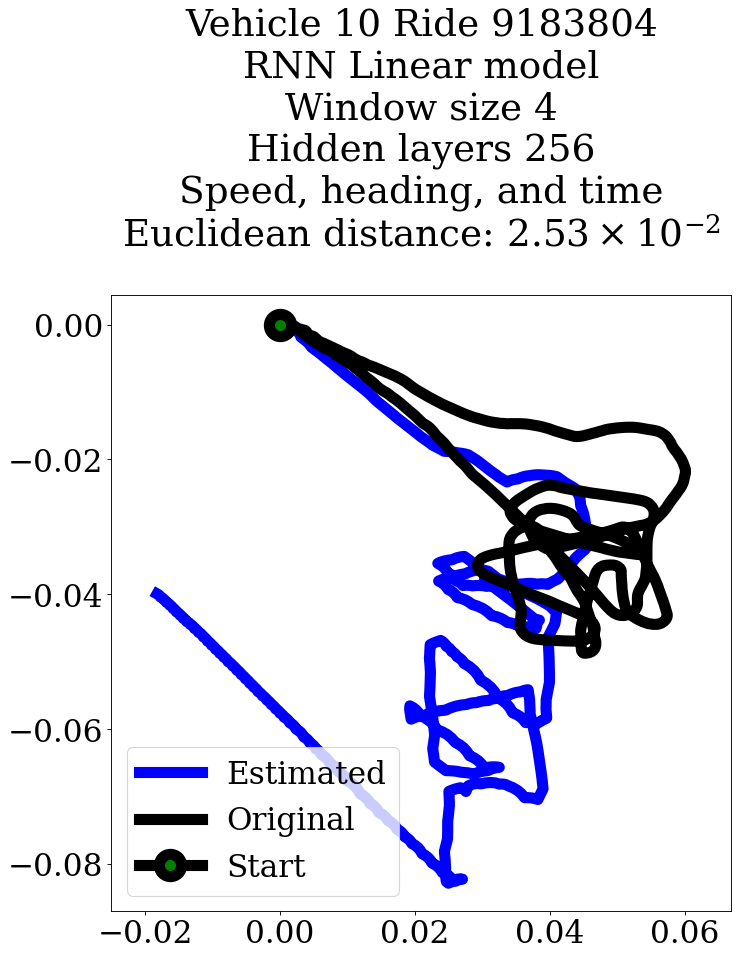 Vehicle 10 Ride 9183804
RNN Linear model
Window size 4
Hidden layers 256
Speed, heading, and time
Euclidean distance: 2.53 × 10⁻²
0.00
−0.02
−0.04
−0.06
−0.08
Estimated
Original
Start
−0.02 0.00 0.02 0.04 0.06